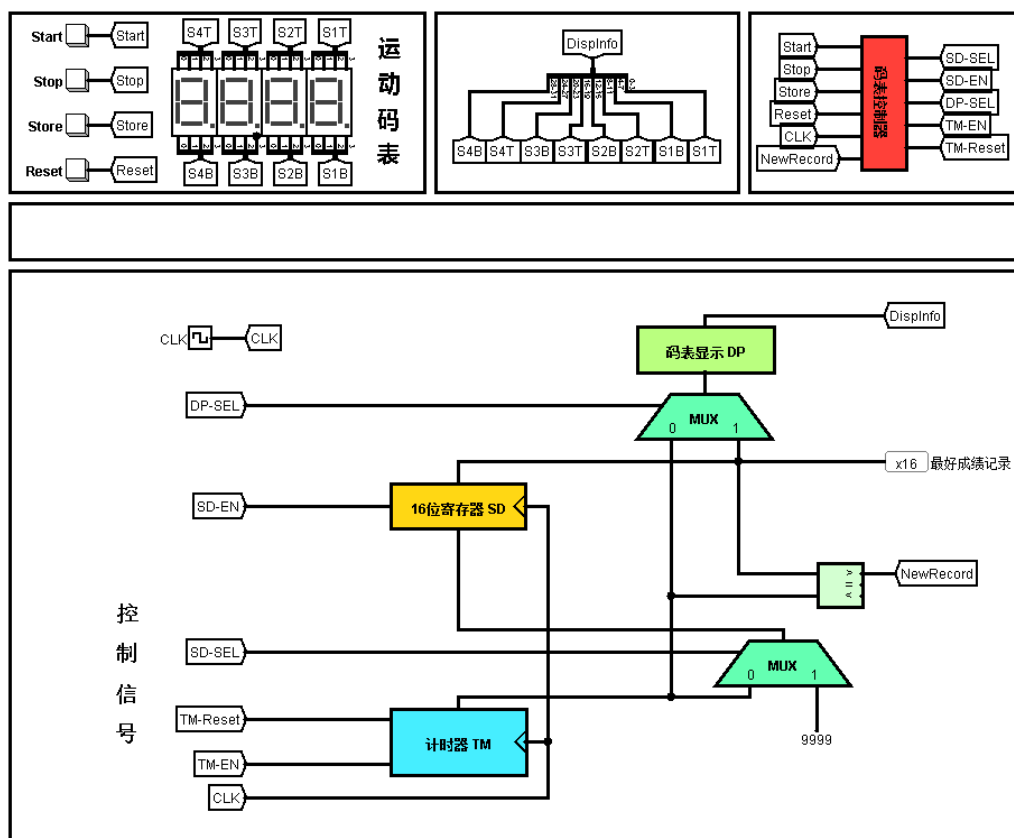 Start
Start
Stop
Stop
Store
Store
Reset
Reset
S4T
S3T
S2T
S1T
S4B
S3B
S2B
S1B
运动码表
DispInfo
S4B
S4T
S3B
S3T
S2B
S2T
S1B
S1T
Start
Stop
Store
Reset
CLK
NewRecord
码表控制器
SD-SEL
SD-EN
DP-SEL
TM-EN
TM-Reset
CLK
CLK
DispInfo
码表显示 DP
DP-SEL
MUX
0 1
x16 最好成绩记录
SD-EN
16位寄存器 SD
NewRecord
控制信号
SD-SEL
MUX
0 1
TM-Reset
计时器 TM
9999
TM-EN
CLK